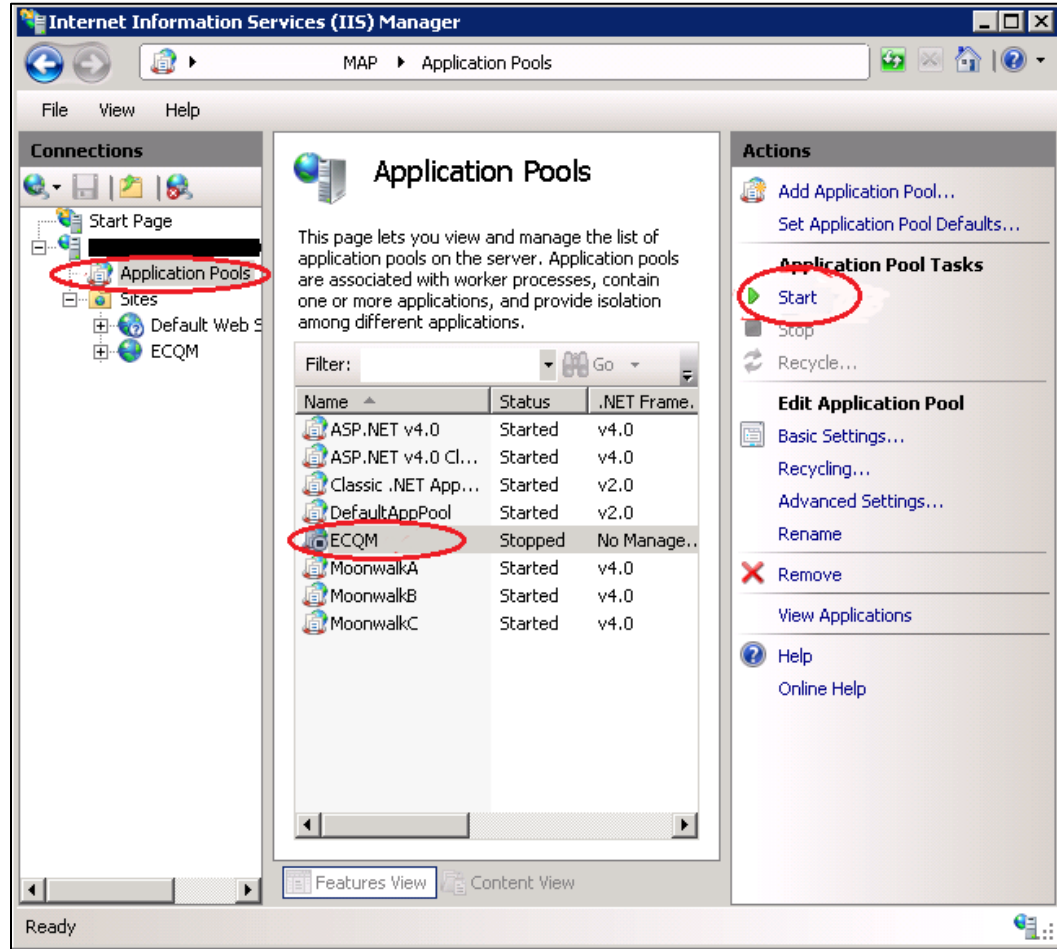 Internet Information Services (IIS) Manager
MAP Application Pools
File View Help
Connections
Start Page
Application Pools
Sites
Default Web S
ECQM
Application Pools
This page lets you view and manage the list of
application pools on the server. Application pools
are associated with worker processes, contain
one or more applications, and provide isolation
among different applications.
Filter: Go
Name Status .NET Frame.
ASP.NET v4.0 Started v4.0
ASP.NET v4.0 Cl... Started v4.0
Classic .NET App... Started v2.0
DefaultAppPool Started v2.0
ECQM Stopped No Manage..
MoonwalkA Started v4.0
MoonwalkB Started v4.0
MoonwalkC Started v4.0
Features View Content View
Actions
Add Application Pool...
Set Application Pool Defaults...
Application Pool Tasks
Start
Stop
Recycle...
Edit Application Pool
Basic Settings...
Recycling...
Advanced Settings...
Rename
Remove
View Applications
Help
Online Help
Ready